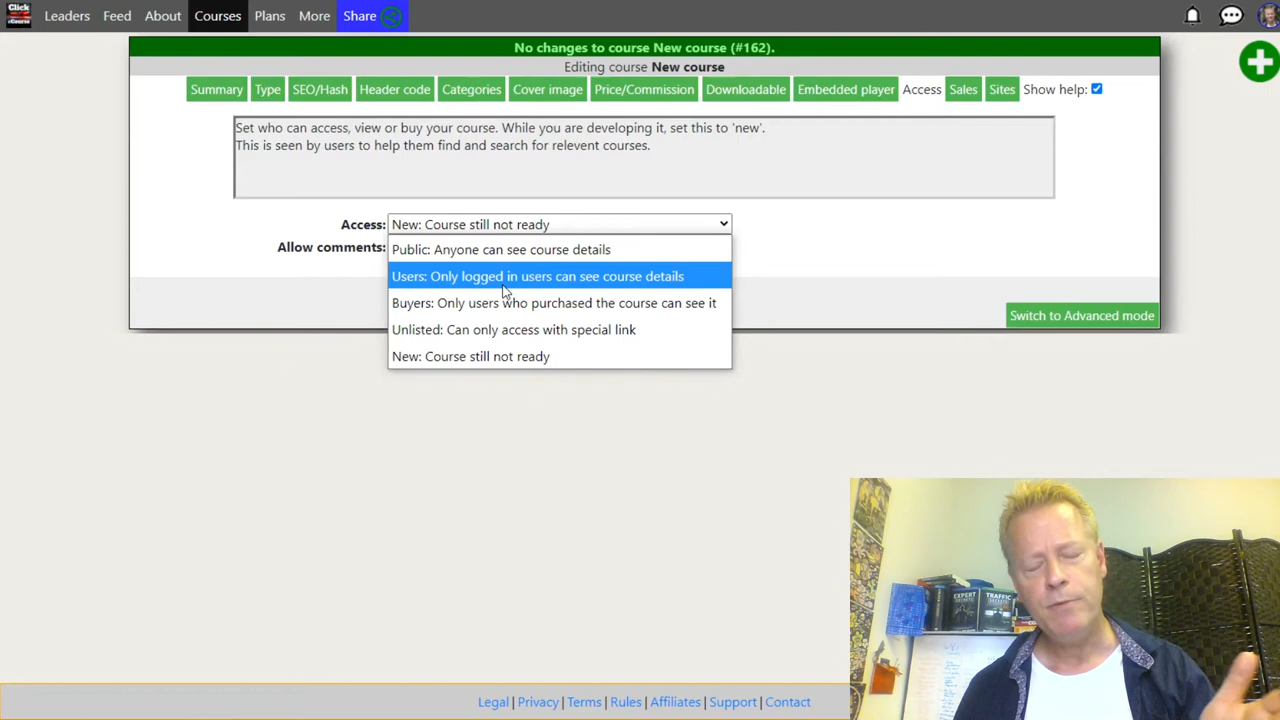 Click eCourse
Leaders Feed About Courses Plans More Share
No changes to course New course (#162).
Editing course New course
Summary Type SEO/Hash Header code Categories Cover image Price/Commission Downloadable Embedded player Access Sales Sites Show help:
Set who can access, view or buy your course. While you are developing it, set this to 'new'.
This is seen by users to help them find and search for relevent courses.
Access: New: Course still not ready
Allow comments:
Public: Anyone can see course details
Users: Only logged in users can see course details
Buyers: Only users who purchased the course can see it
Unlisted: Can only access with special link
New: Course still not ready
Switch to Advanced mode
EXPERT SECRETS
TRAFFIC SECRETS
Legal | Privacy | Terms | Rules | Affiliates | Support | Contact